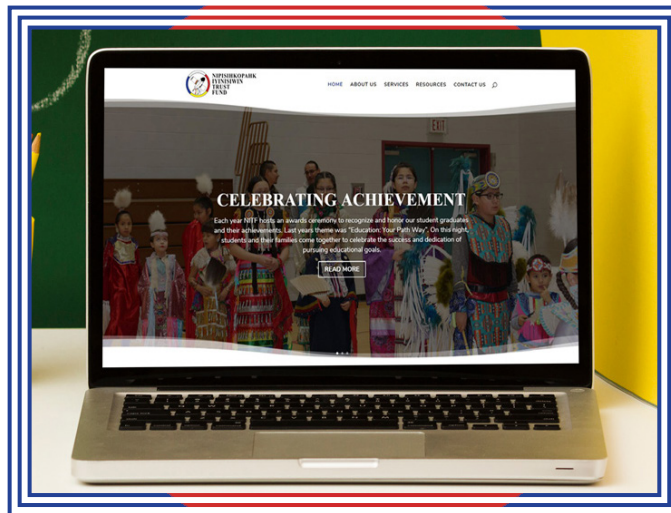 NIPISIHKOPAHK
IYINISIWIN
TRUST
FUND
HOME ABOUT US SERVICES RESOURCES CONTACT US
EXIT
CELEBRATING ACHIEVEMENT
Each year NITF hosts an awards ceremony to recognize and honor our student graduates
and their achievements. Last years theme was "Education; Your Path Way". On this night,
students and their families come together to celebrate the success and dedication of
pursuing educational goals.
READ MORE